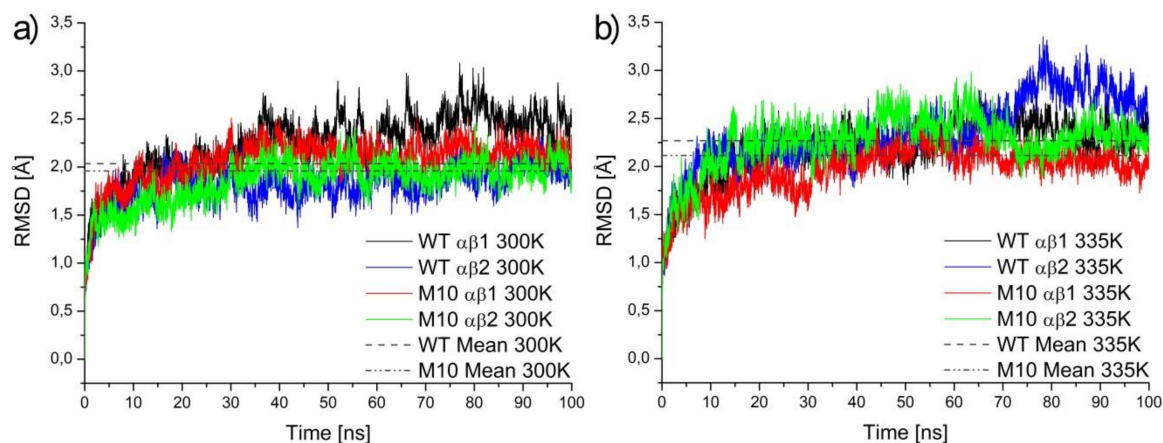 a)
RMSD [Å]
3,5
3,0
2,5
2,0
1,5
1,0
0,5
0,0
WT αβ1 300K
WT αβ2 300K
M10 αβ1 300K
M10 αβ2 300K
WT Mean 300K
M10 Mean 300K
0 10 20 30 40 50 60 70 80 90 100
Time [ns]
b)
RMSD [Å]
3,5
3,0
2,5
2,0
1,5
1,0
0,5
0,0
WT αβ1 335K
WT αβ2 335K
M10 αβ1 335K
M10 αβ2 335K
WT Mean 335K
M10 Mean 335K
0 10 20 30 40 50 60 70 80 90 100
Time [ns]